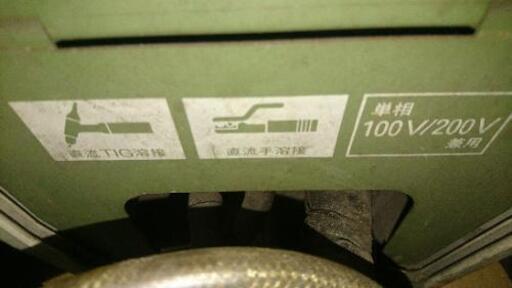 直流TIG溶接
直流手溶接
単相
100V/200V
兼用